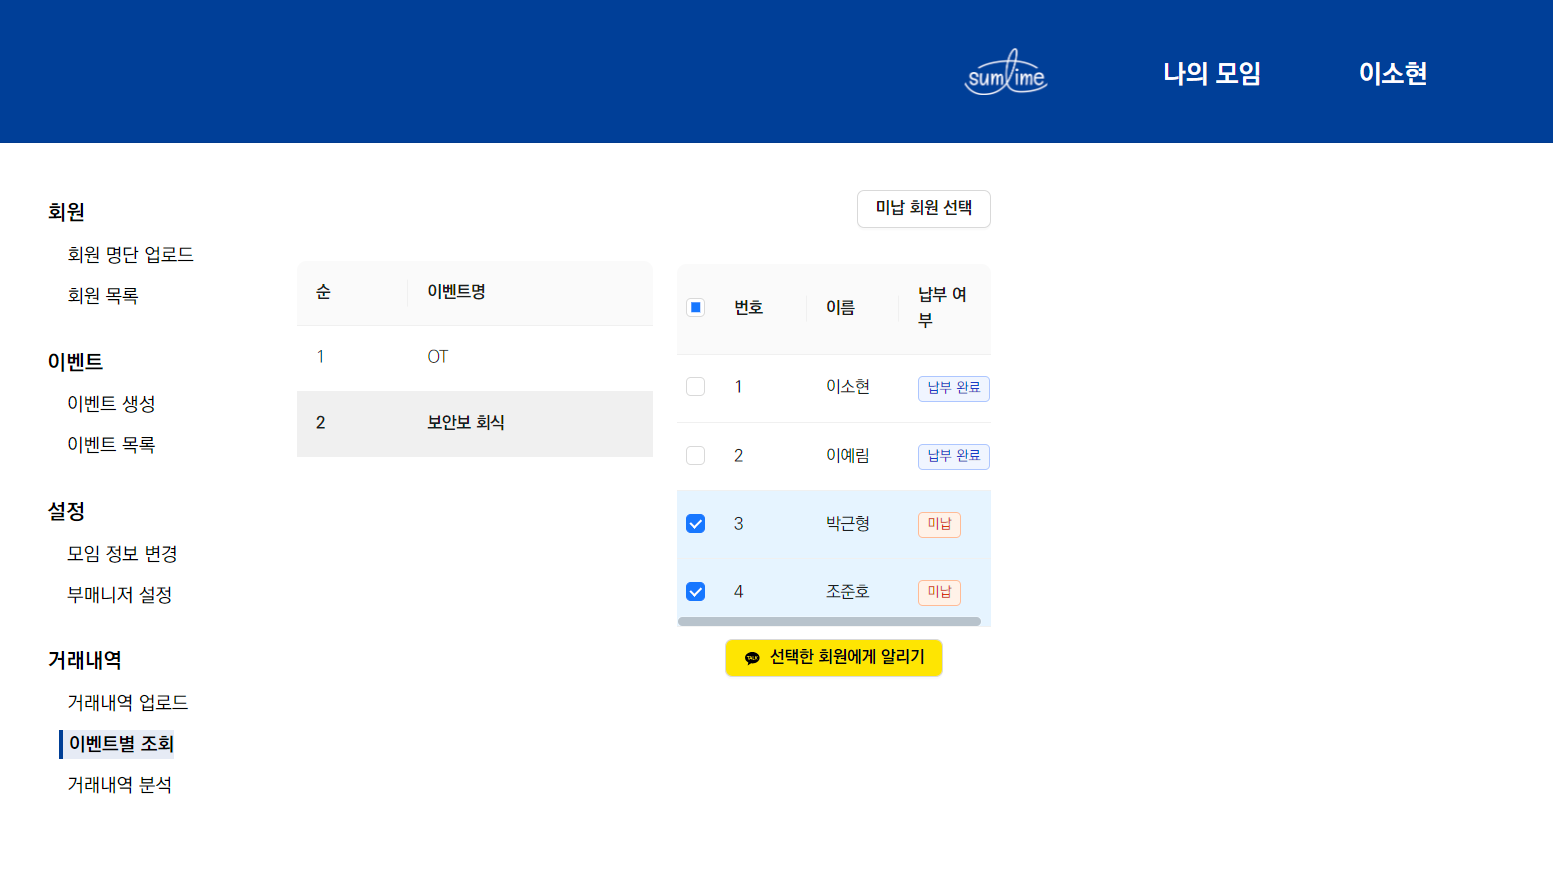 sumtime
나의 모임
이소현
회원
회원 명단 업로드
회원 목록
이벤트
이벤트 생성
이벤트 목록
설정
모임 정보 변경
부매니저 설정
거래내역
거래내역 업로드
이벤트별 조회
거래내역 분석
순 이벤트명
1 OT
2 보안보 회식
미납 회원 선택
번호 이름 납부 여
부
1 이소현 납부 완료
2 이예림 납부 완료
3 박근형 미납
4 조준호 미납
TALK 선택한 회원에게 알리기